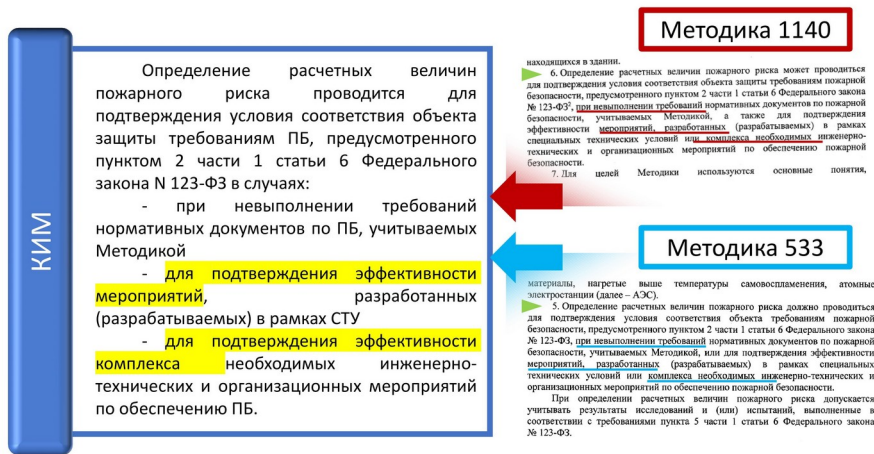 КИМ
Определение расчетных величин
пожарного риска проводится для
подтверждения условия соответствия объекта
защиты требованиям ПБ, предусмотренного
пунктом 2 части 1 статьи 6 Федерального
закона N 123-ФЗ в случаях:
- при невыполнении требований
нормативных документов по ПБ, учитываемых
Методикой
- для подтверждения эффективности
мероприятий, разработанных
(разрабатываемых) в рамках СТУ
- для подтверждения эффективности
комплекса необходимых инженерно-
технических и организационных мероприятий
по обеспечению ПБ.
Методика 1140
находящихся в здании.
6. Определение расчетных величин пожарного риска может проводиться
для подтверждения условия соответствия объекта защиты требованиям пожарной
безопасности, предусмотренного пунктом 2 части 1 статьи 6 Федерального закона
№ 123-ФЗ², при невыполнении требований нормативных документов по пожарной
безопасности, учитываемых Методикой, а также для подтверждения
эффективности мероприятий, разработанных (разрабатываемых) в рамках
специальных технических условий или комплекса необходимых инженерно-
технических и организационных мероприятий по обеспечению пожарной
безопасности.
7. Для целей Методики используются основные понятия,
Методика 533
материалы, нагретые выше температуры самовоспламенения, атомные
электростанции (далее – АЭС).
5. Определение расчетных величин пожарного риска должно проводиться
для подтверждения условия соответствия объекта требованиям пожарной
безопасности, предусмотренного пунктом 2 части 1 статьи 6 Федерального закона
№ 123-ФЗ, при невыполнении требований нормативных документов по пожарной
безопасности, учитываемых Методикой, или для подтверждения эффективности
мероприятий, разработанных (разрабатываемых) в рамках специальных
технических условий или комплекса необходимых инженерно-технических и
организационных мероприятий по обеспечению пожарной безопасности.
При определении расчетных величин пожарного риска допускается
учитывать результаты исследований и (или) испытаний, выполненные в
соответствии с требованиями пункта 5 части 1 статьи 6 Федерального закона
№ 123-ФЗ.